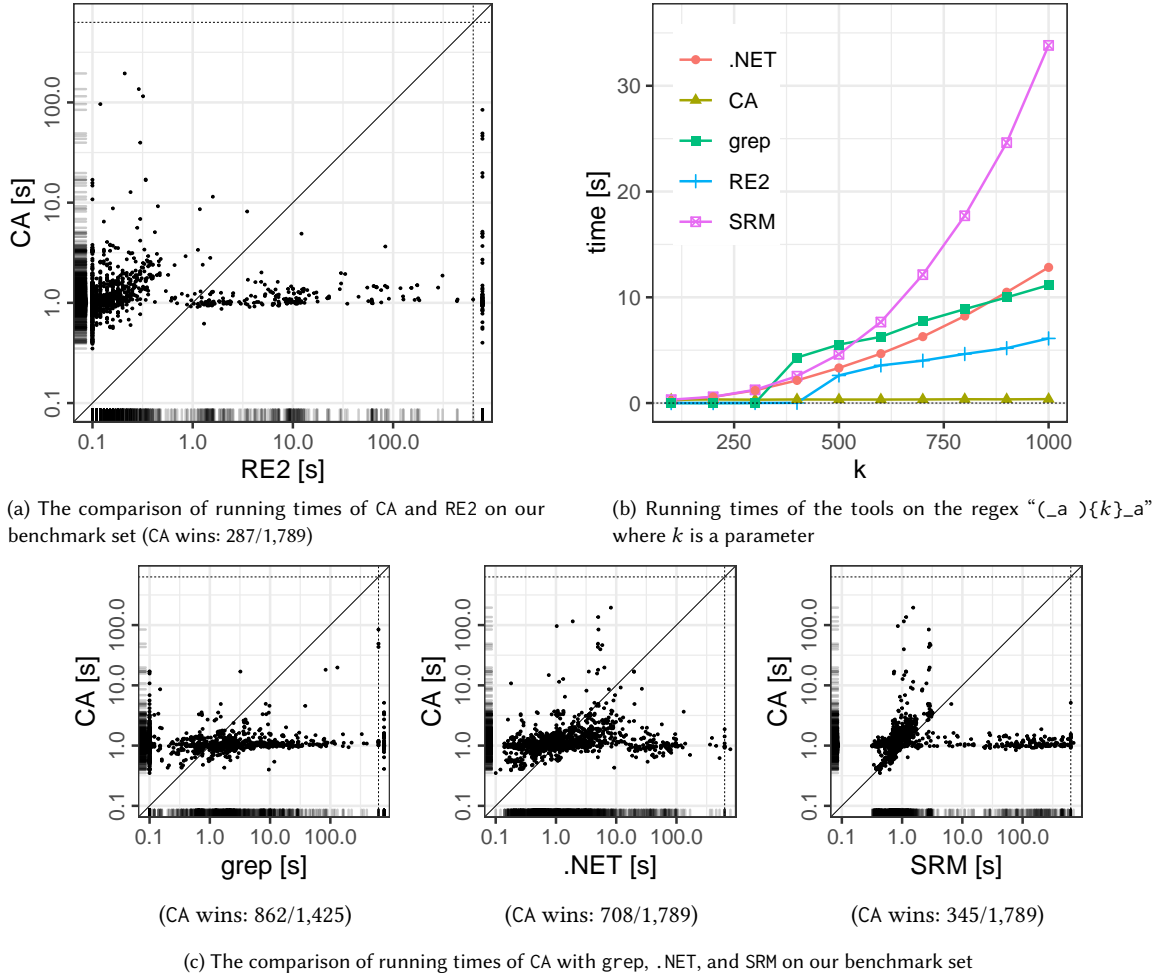 CA [s]
100.0
10.0
1.0
0.1
0.1 1.0 10.0 100.0
RE2 [s]
(a) The comparison of running times of CA and RE2 on our
benchmark set (CA wins: 287/1,789)
time [s]
30
20
10
0
.NET
CA
grep
RE2
SRM
250 500 750 1000
k
(b) Running times of the tools on the regex “(_a ){k}_a”
where k is a parameter
CA [s]
100.0
10.0
1.0
0.1
0.1 1.0 10.0 100.0
grep [s]
(CA wins: 862/1,425)
CA [s]
100.0
10.0
1.0
0.1
0.1 1.0 10.0 100.0
.NET [s]
(CA wins: 708/1,789)
CA [s]
100.0
10.0
1.0
0.1
0.1 1.0 10.0 100.0
SRM [s]
(CA wins: 345/1,789)
(c) The comparison of running times of CA with grep, .NET, and SRM on our benchmark set